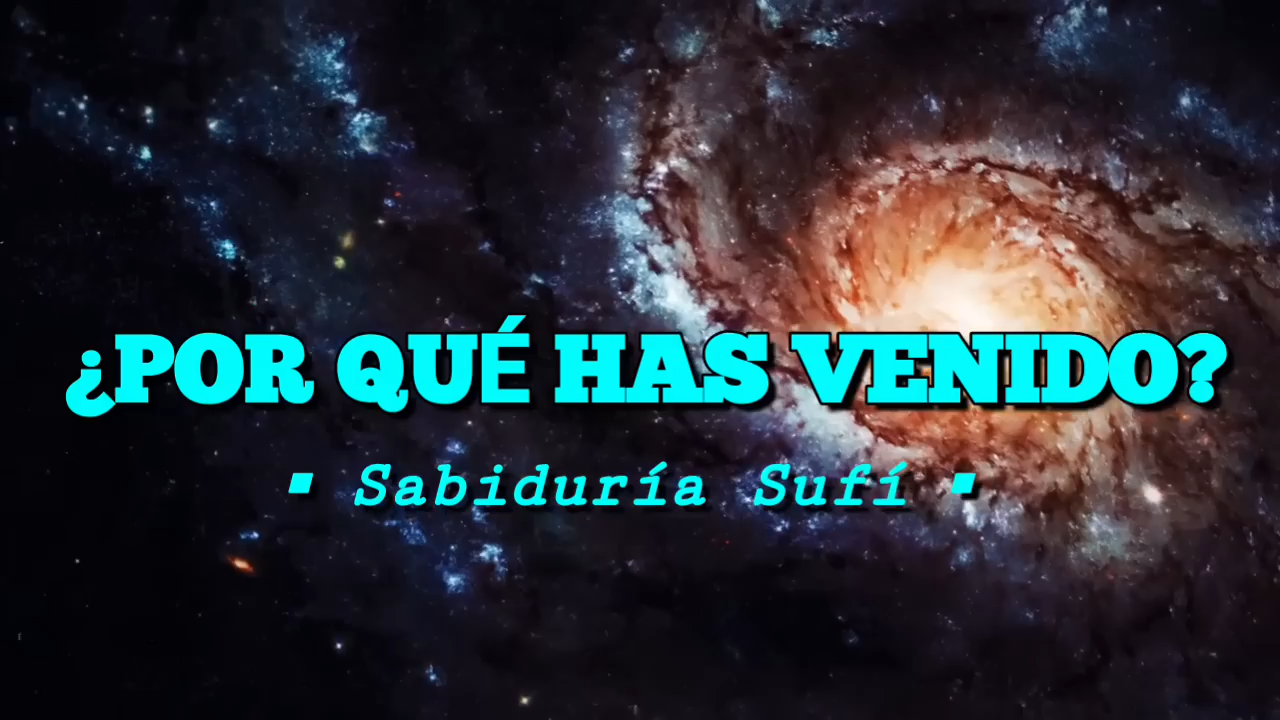 ¿POR QUÉ HAS VENIDO?
▪ Sabiduría Sufí ▪